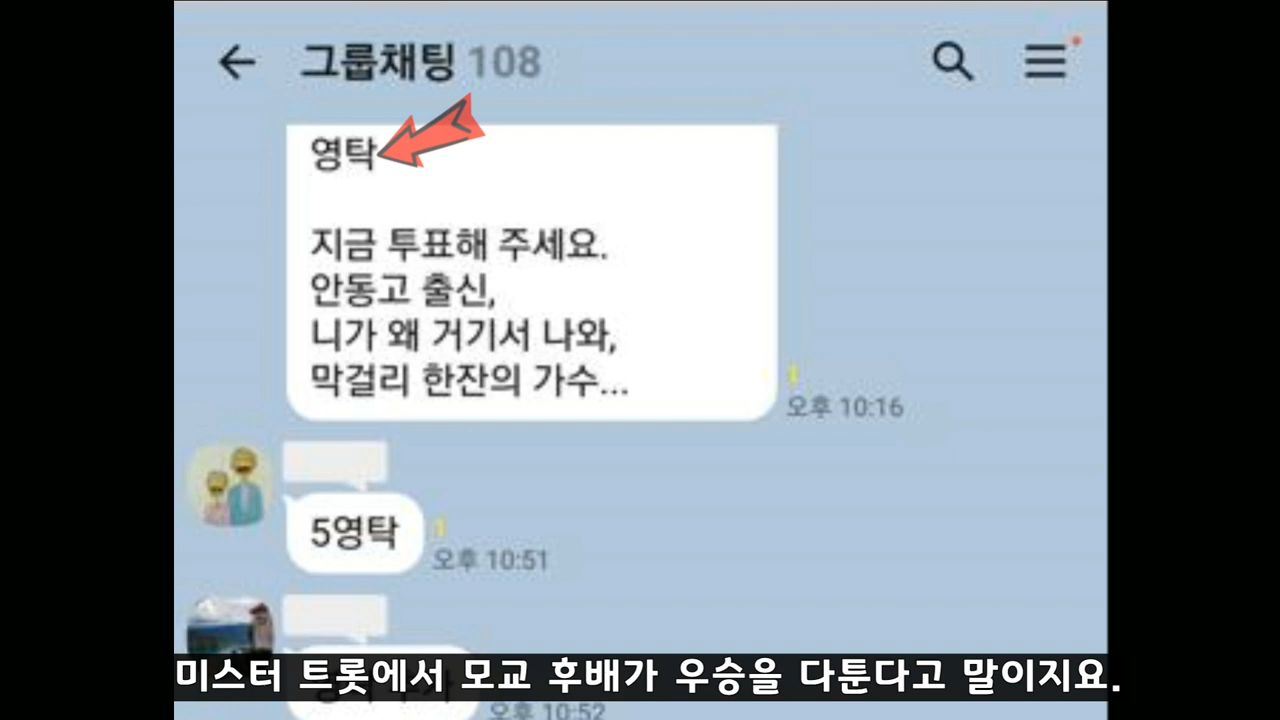 그룹채팅 108
영탁
지금 투표해 주세요.
안동고 출신,
니가 왜 거기서 나와,
막걸리 한잔의 가수...
1
오후 10:16
5영탁
1
오후 10:51
오후 10:52
미스터 트롯에서 모교 후배가 우승을 다툰다고 말이지요.